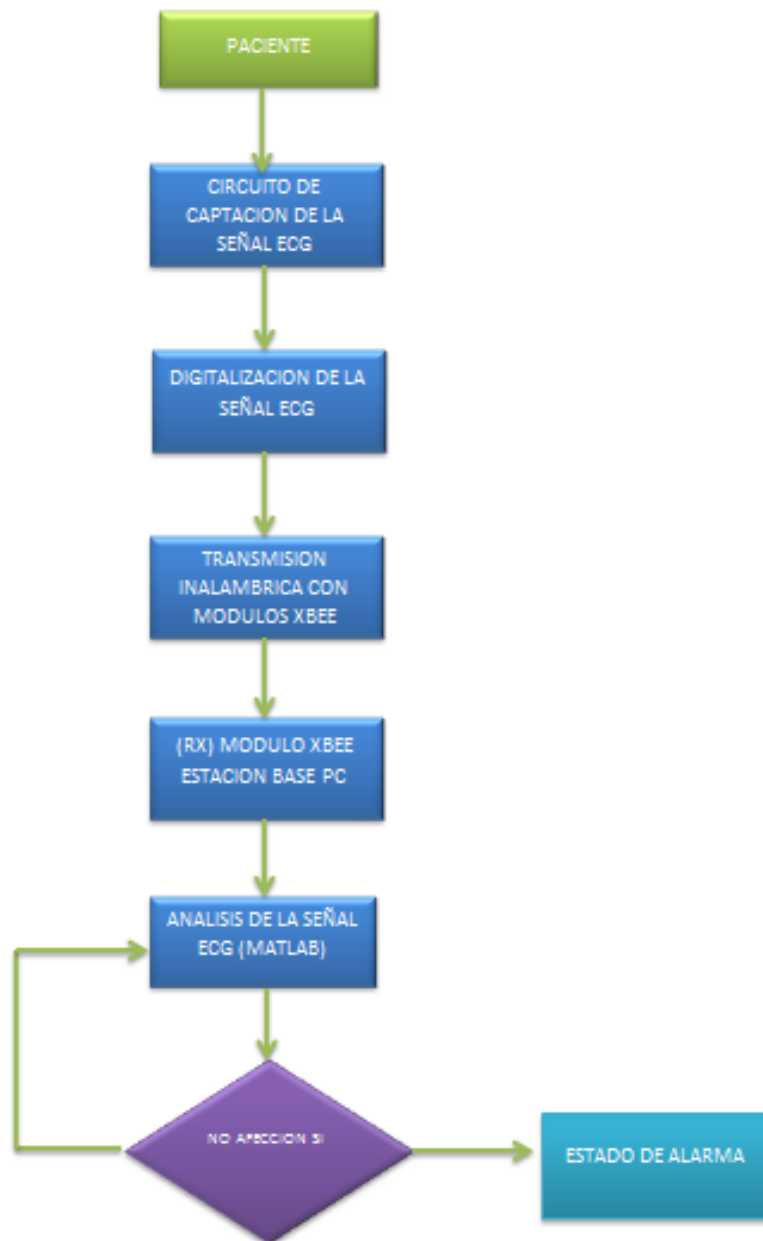 PACIENTE
CIRCUITO DE
CAPTACION DE LA
SEÑAL ECG
DIGITALIZACION DE LA
SEÑAL ECG
TRANSMISION
INALAMBRICA CON
MODULOS XBEE
(RX) MODULO XBEE
ESTACION BASE PC
ANALISIS DE LA SEÑAL
ECG (MATLAB)
NO AFECCION SI
ESTADO DE ALARMA